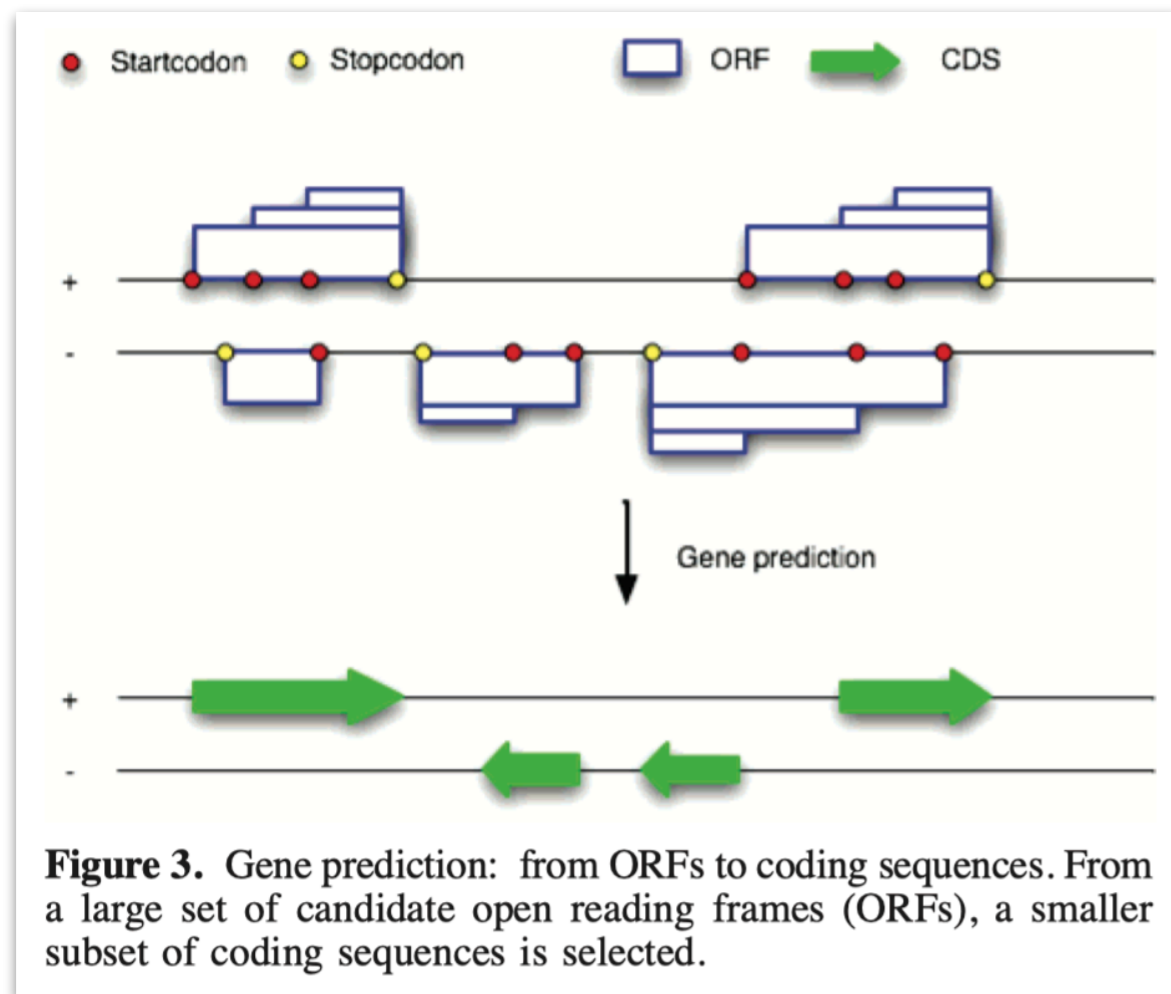 Startcodon Stopcodon ORF CDS
+
-
Gene prediction
+
-
Figure 3. Gene prediction: from ORFs to coding sequences. From
a large set of candidate open reading frames (ORFs), a smaller
subset of coding sequences is selected.